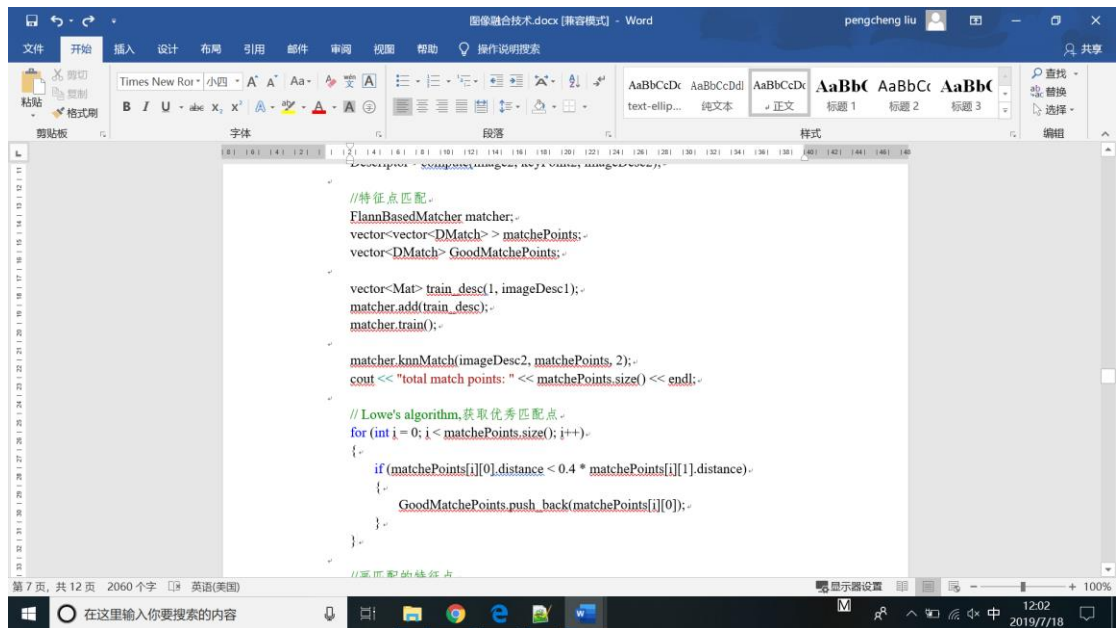 图像融合技术.docx [兼容模式] - Word
pengcheng liu
文件 开始 插入 设计 布局 引用 邮件 审阅 视图 帮助 操作说明搜索 共享
粘贴
剪切
复制
格式刷
剪贴板
Times New Ror 小四
字体
段落
AaBbCcDc AaBbCcDdl AaBbCcDc AaBb( AaBbCc AaBb(
text-ellip... 纯文本 正文 标题 1 标题 2 标题 3
样式
查找
替换
选择
编辑
//特征点匹配
FlannBasedMatcher matcher;
vector<vector<DMatch> > matchePoints;
vector<DMatch> GoodMatchePoints;
vector<Mat> train_desc(1, imageDesc1);
matcher.add(train_desc);
matcher.train();
matcher.knnMatch(imageDesc2, matchePoints, 2);
cout << "total match points: " << matchePoints.size() << endl;
// Lowe's algorithm,获取优秀匹配点
for (int i = 0; i < matchePoints.size(); i++)
{
if (matchePoints[i][0].distance < 0.4 * matchePoints[i][1].distance)
{
GoodMatchePoints.push_back(matchePoints[i][0]);
}
}
第 7 页, 共 12 页 2060 个字 英语(美国) 显示器设置 100%
在这里输入你要搜索的内容
中
12:02
2019/7/18